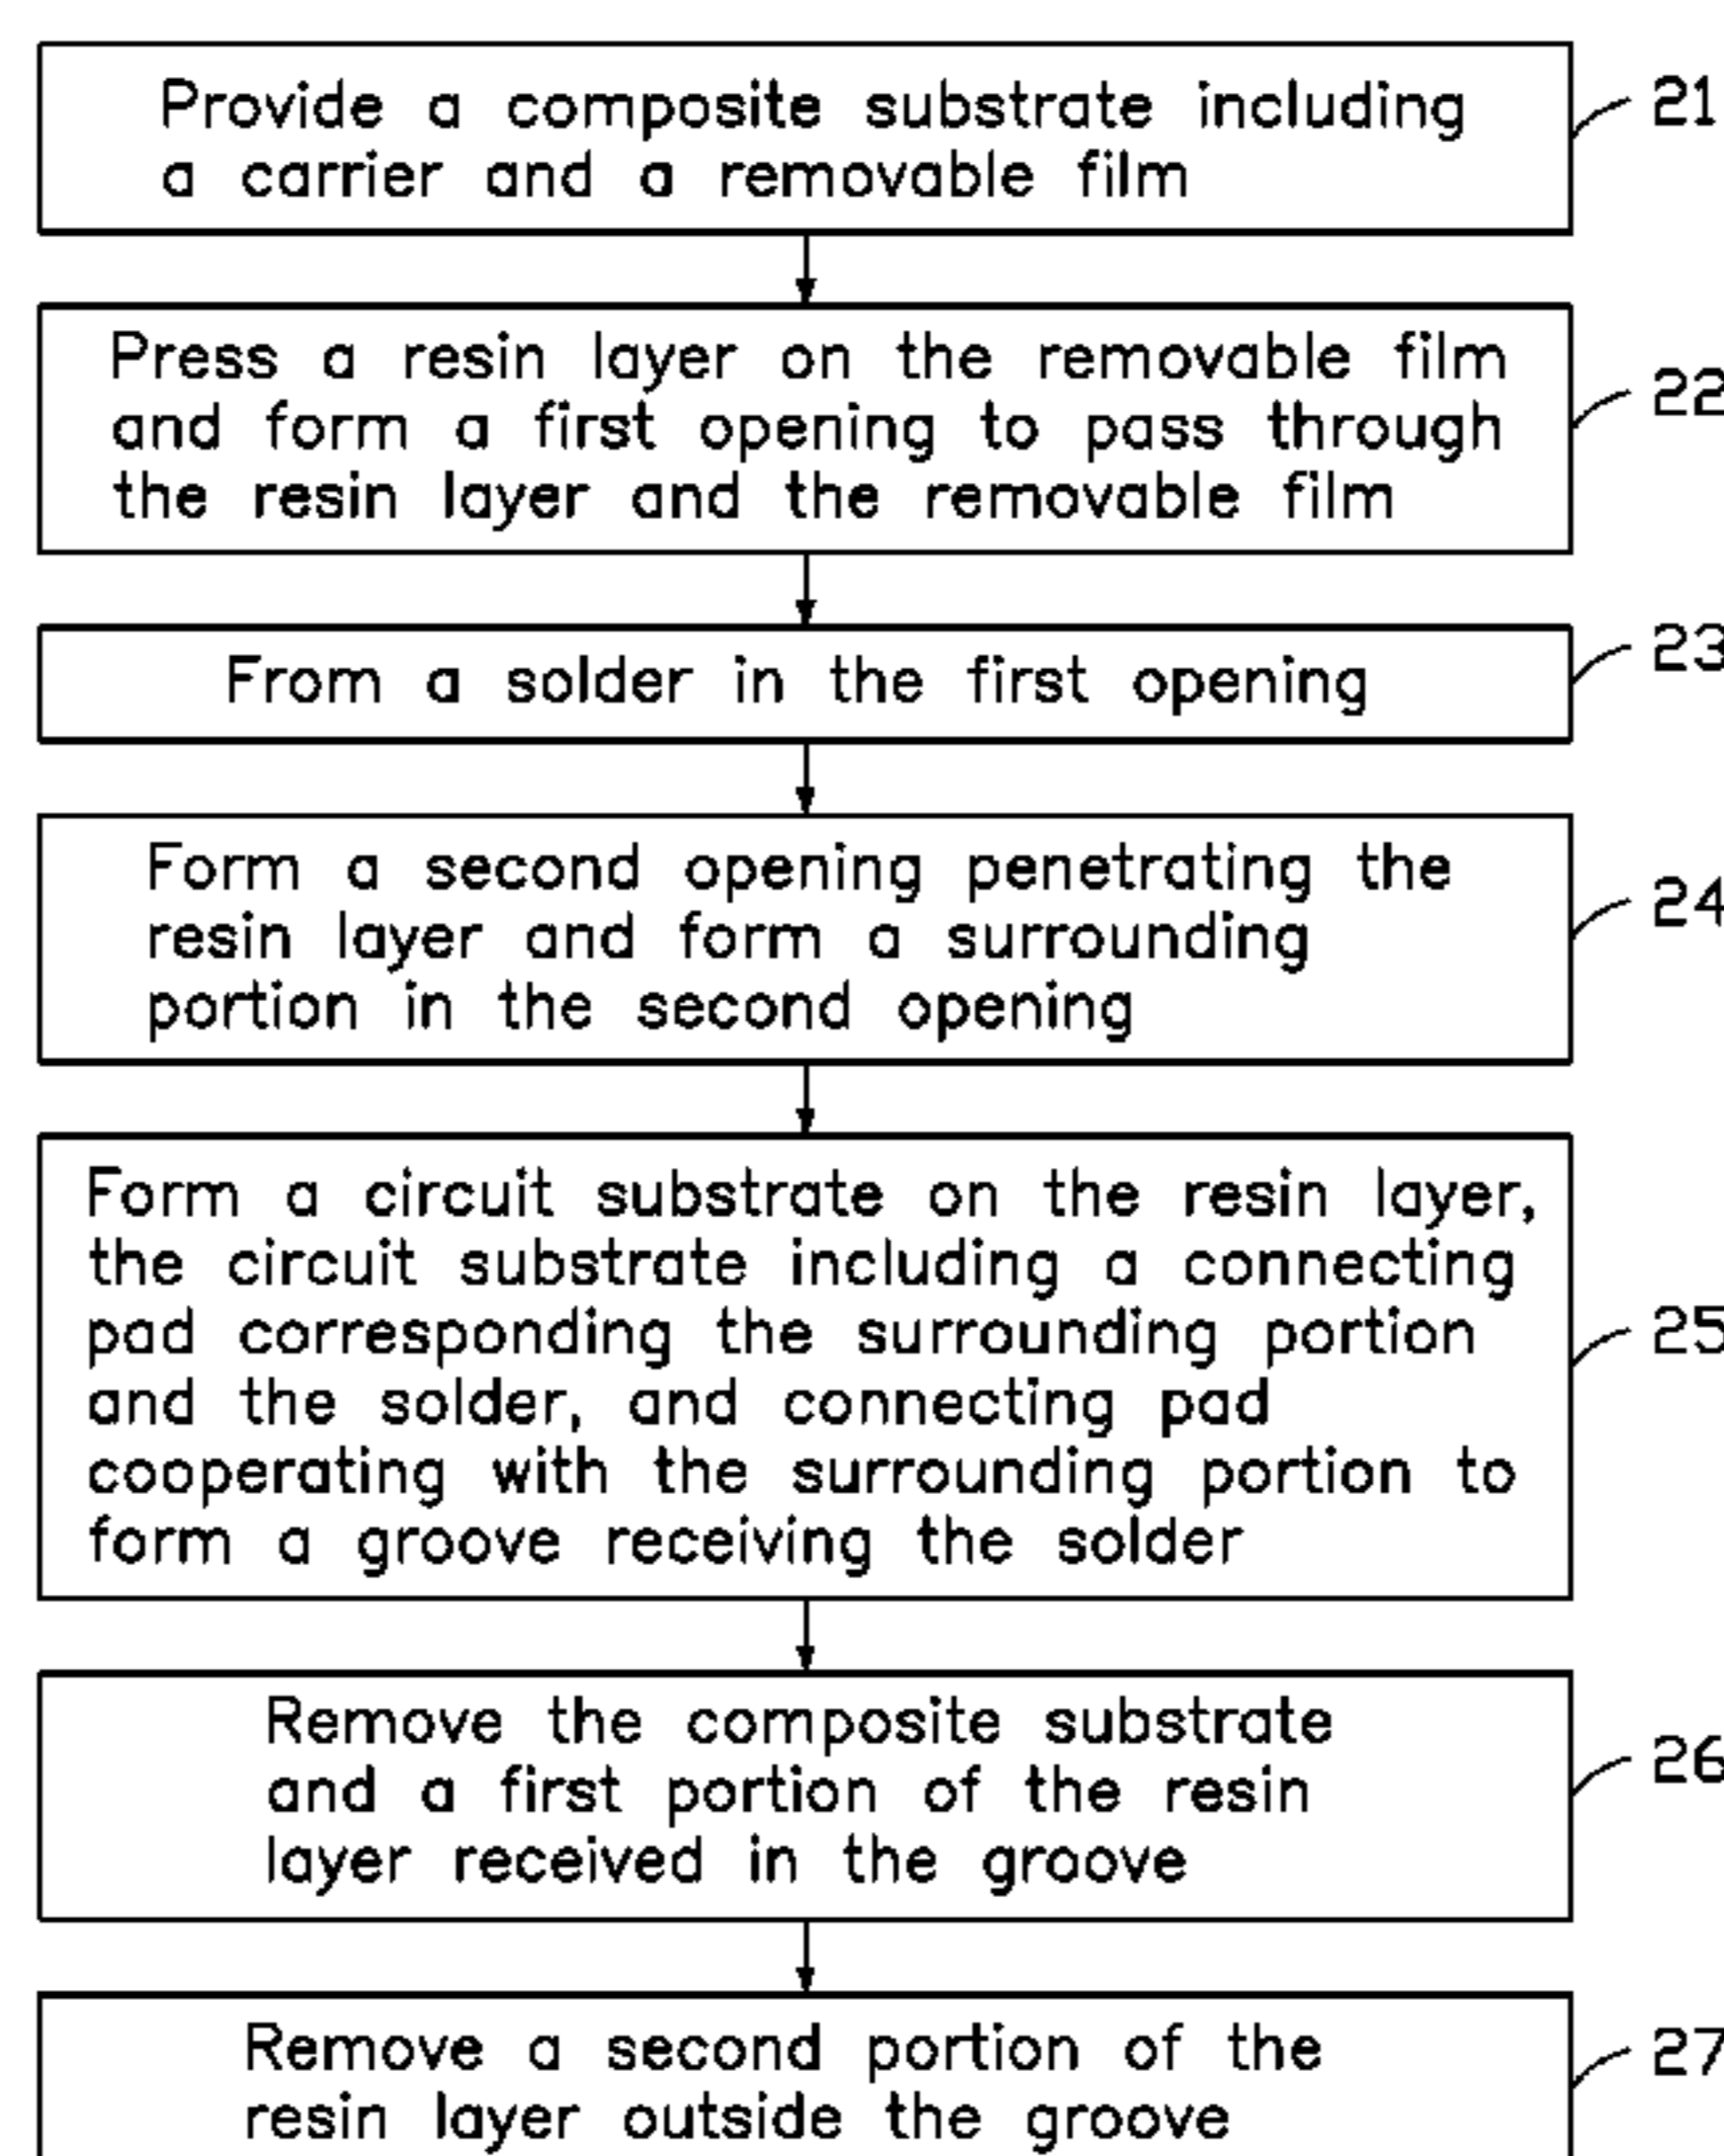 Provide a composite substrate including
a carrier and a removable film
21
Press a resin layer on the removable film
and form a first opening to pass through
the resin layer and the removable film
22
From a solder in the first opening
23
Form a second opening penetrating the
resin layer and form a surrounding
portion in the second opening
24
Form a circuit substrate on the resin layer,
the circuit substrate including a connecting
pad corresponding the surrounding portion
and the solder, and connecting pad
cooperating with the surrounding portion to
form a groove receiving the solder
25
Remove the composite substrate
and a first portion of the resin
layer received in the groove
26
Remove a second portion of the
resin layer outside the groove
27